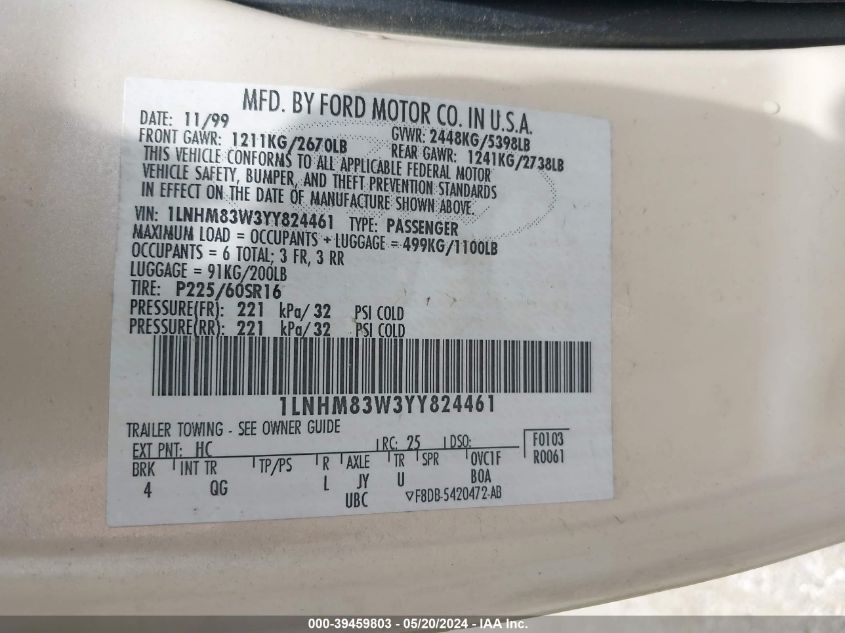 MFD. BY FORD MOTOR CO. IN U.S.A.
DATE: 11/99 GVWR: 2448KG/5398LB
FRONT GAWR: 1211KG/2670LB REAR GAWR: 1241KG/2738LB
THIS VEHICLE CONFORMS TO ALL APPLICABLE FEDERAL MOTOR
VEHICLE SAFETY, BUMPER, AND THEFT PREVENTION STANDARDS
IN EFFECT ON THE DATE OF MANUFACTURE SHOWN ABOVE.
VIN: 1LNHM83W3YY824461 TYPE: PASSENGER
MAXIMUM LOAD = OCCUPANTS + LUGGAGE = 499KG/1100LB
OCCUPANTS = 6 TOTAL; 3 FR, 3 RR
LUGGAGE = 91KG/200LB
TIRE: P225/60SR16
PRESSURE(FR): 221 kPa/ 32 PSI COLD
PRESSURE(RR): 221 kPa/ 32 PSI COLD
1LNHM83W3YY824461
TRAILER TOWING - SEE OWNER GUIDE
EXT PNT: HC RC: 25 DSO: F0103
BRK INT TR TP/PS R AXLE TR SPR OVC1F R0061
4 QG L JY U BOA
UBC F8DB-5420472-AB
000-39459803 - 05/20/2024 - IAA Inc.